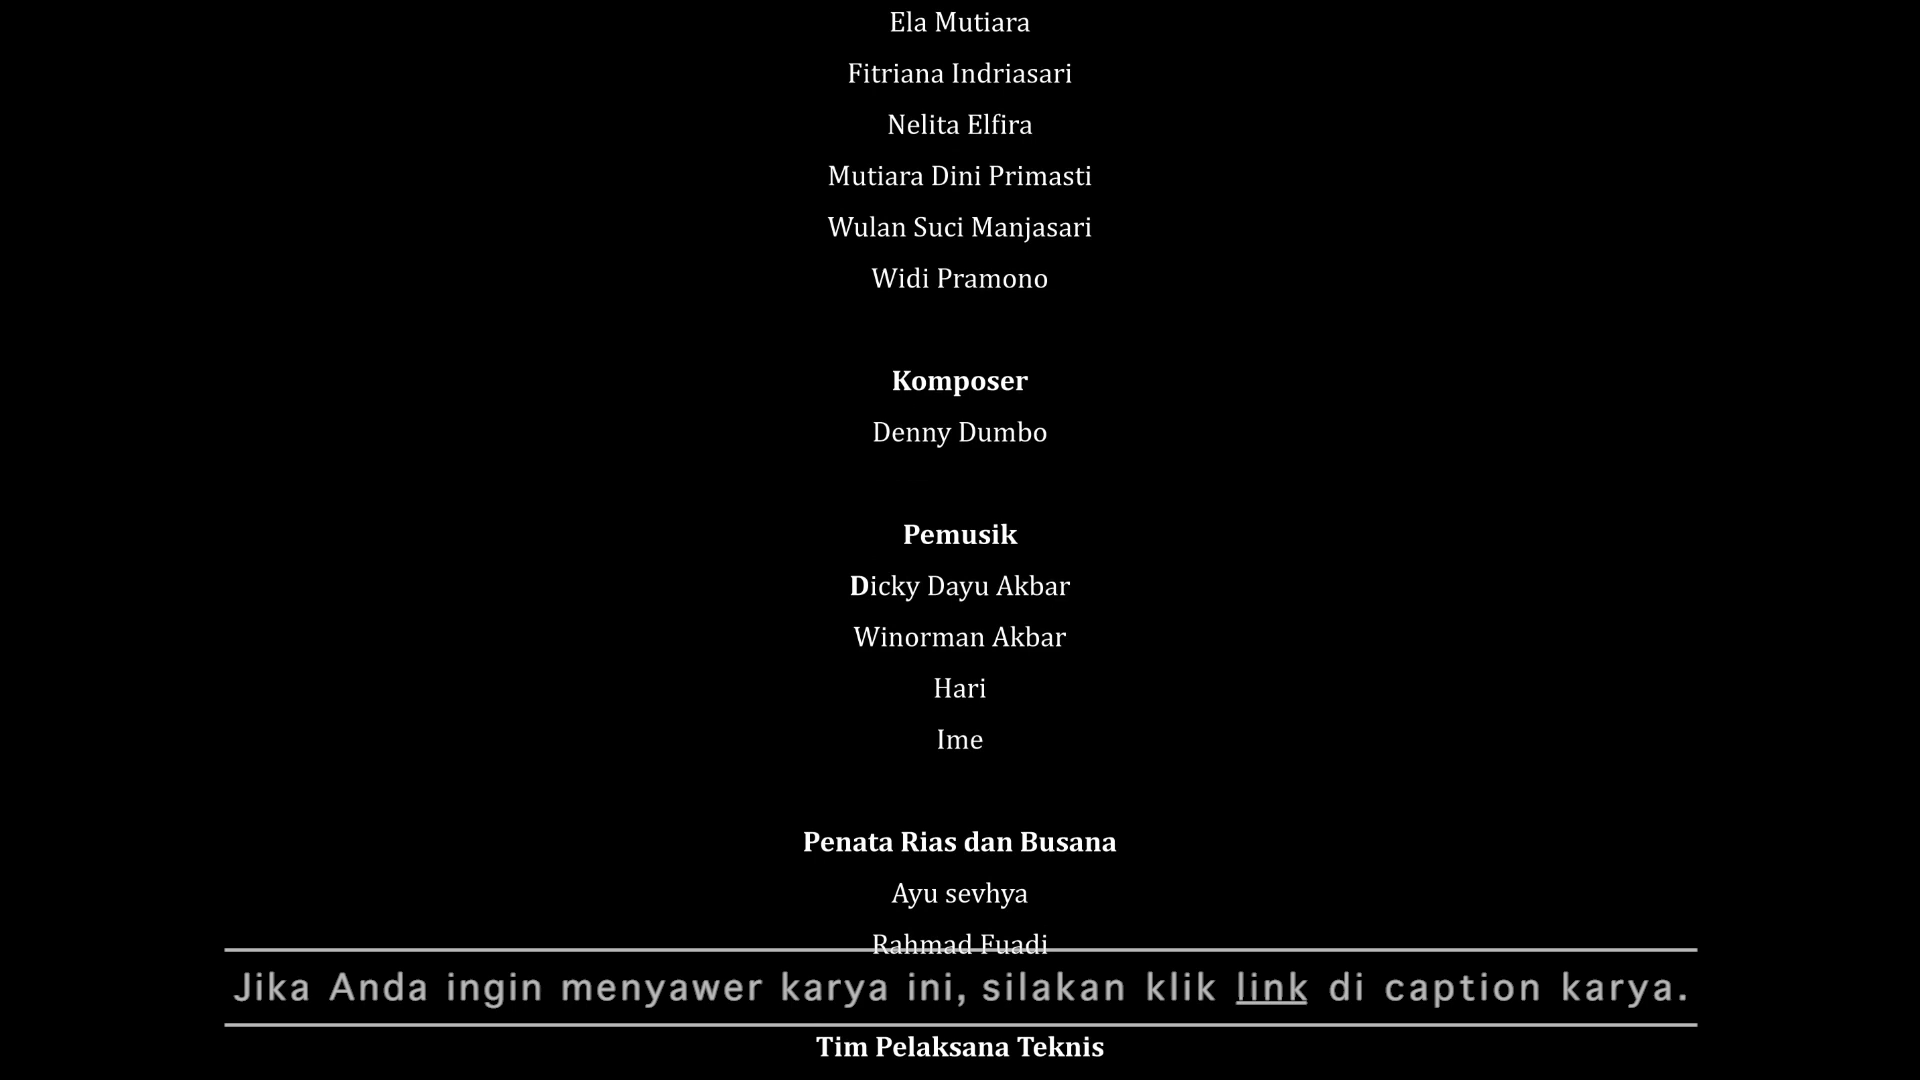 Ela Mutiara
Fitriana Indriasari
Nelita Elfira
Mutiara Dini Primasti
Wulan Suci Manjasari
Widi Pramono
Komposer
Denny Dumbo
Pemusik
Dicky Dayu Akbar
Winorman Akbar
Hari
Ime
Penata Rias dan Busana
Ayu sevhya
Rahmad Fuadi
Jika Anda ingin menyawer karya ini, silakan klik link di caption karya.
Tim Pelaksana Teknis